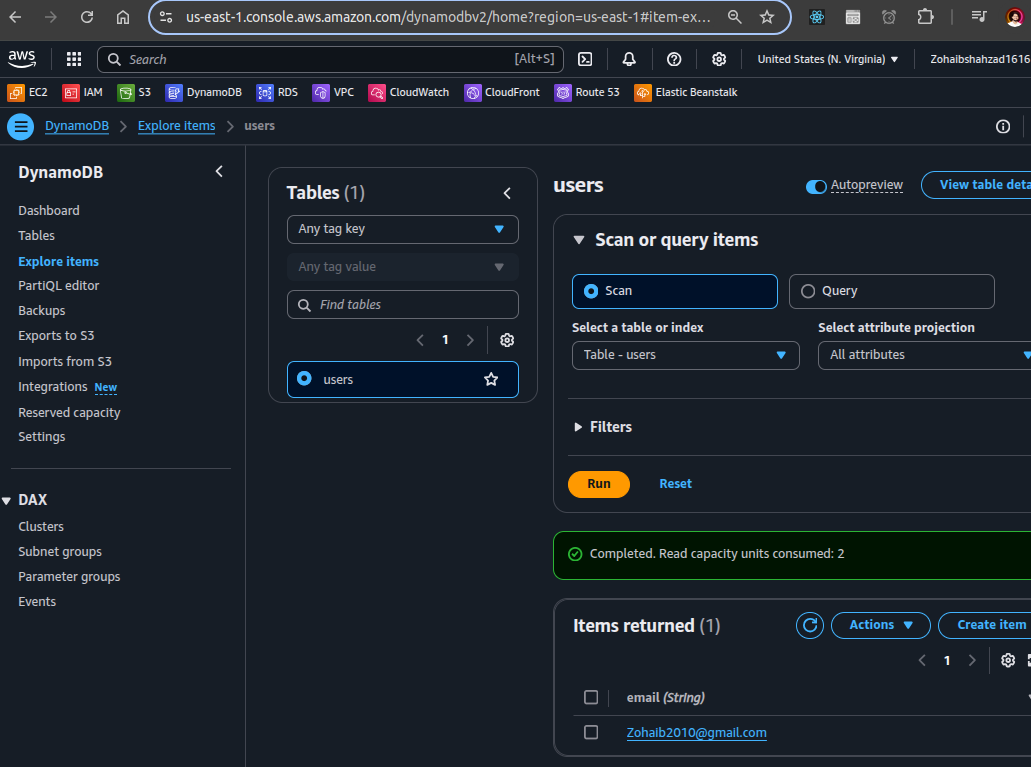 us-east-1.console.aws.amazon.com/dynamodbv2/home?region=us-east-1#item-ex...
aws
Search
[Alt+S]
United States (N. Virginia)
Zohaibshahzad1616
EC2
IAM
S3
DynamoDB
RDS
VPC
CloudWatch
CloudFront
Route 53
Elastic Beanstalk
DynamoDB
Explore items
users
DynamoDB
Dashboard
Tables
Explore items
PartiQL editor
Backups
Exports to S3
Imports from S3
Integrations New
Reserved capacity
Settings
DAX
Clusters
Subnet groups
Parameter groups
Events
Tables (1)
Any tag key
Any tag value
Find tables
1
users
users
Autopreview
View table deta
Scan or query items
Scan
Query
Select a table or index
Select attribute projection
Table - users
All attributes
Filters
Run
Reset
Completed. Read capacity units consumed: 2
Items returned (1)
Actions
Create item
1
email (String)
Zohaib2010@gmail.com